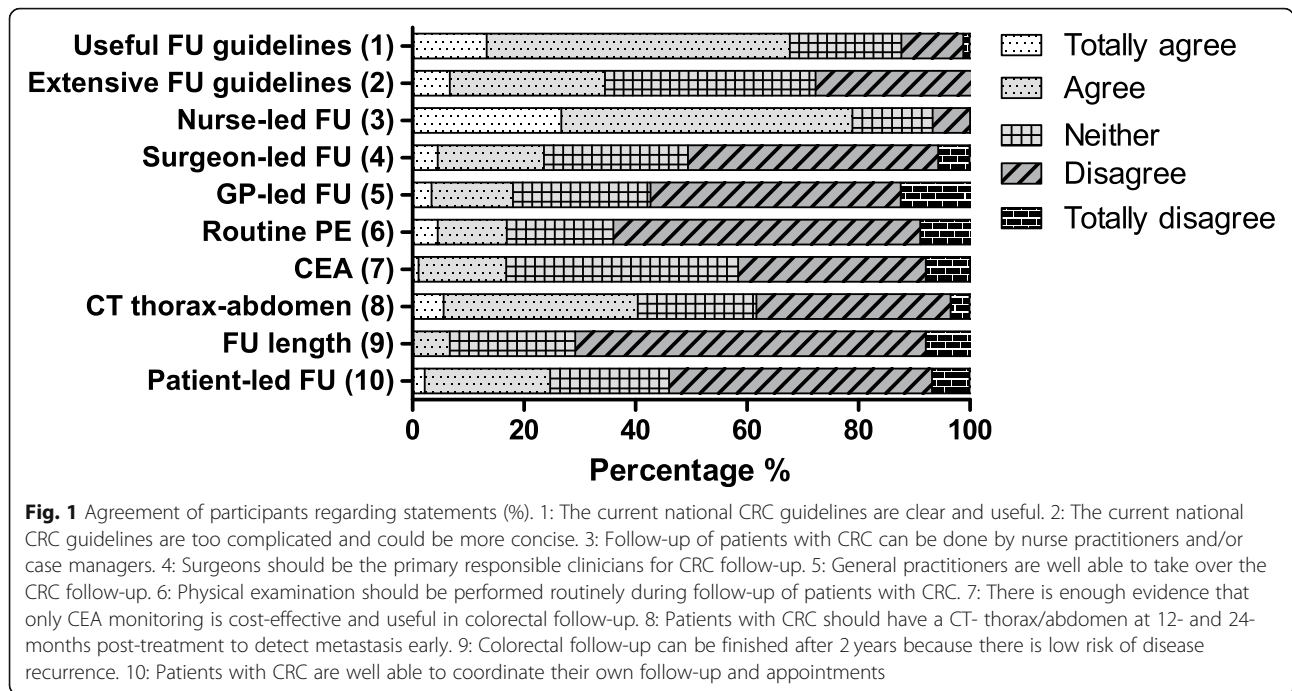 Useful FU guidelines (1)
Extensive FU guidelines (2)
Nurse-led FU (3)
Surgeon-led FU (4)
GP-led FU (5)
Routine PE (6)
CEA (7)
CT thorax-abdomen (8)
FU length (9)
Patient-led FU (10)
0 20 40 60 80 100
Percentage %
Totally agree
Agree
Neither
Disagree
Totally disagree
Fig. 1 Agreement of participants regarding statements (%). 1: The current national CRC guidelines are clear and useful. 2: The current national
CRC guidelines are too complicated and could be more concise. 3: Follow-up of patients with CRC can be done by nurse practitioners and/or
case managers. 4: Surgeons should be the primary responsible clinicians for CRC follow-up. 5: General practitioners are well able to take over the
CRC follow-up. 6: Physical examination should be performed routinely during follow-up of patients with CRC. 7: There is enough evidence that
only CEA monitoring is cost-effective and useful in colorectal follow-up. 8: Patients with CRC should have a CT- thorax/abdomen at 12- and 24-
months post-treatment to detect metastasis early. 9: Colorectal follow-up can be finished after 2 years because there is low risk of disease
recurrence. 10: Patients with CRC are well able to coordinate their own follow-up and appointments